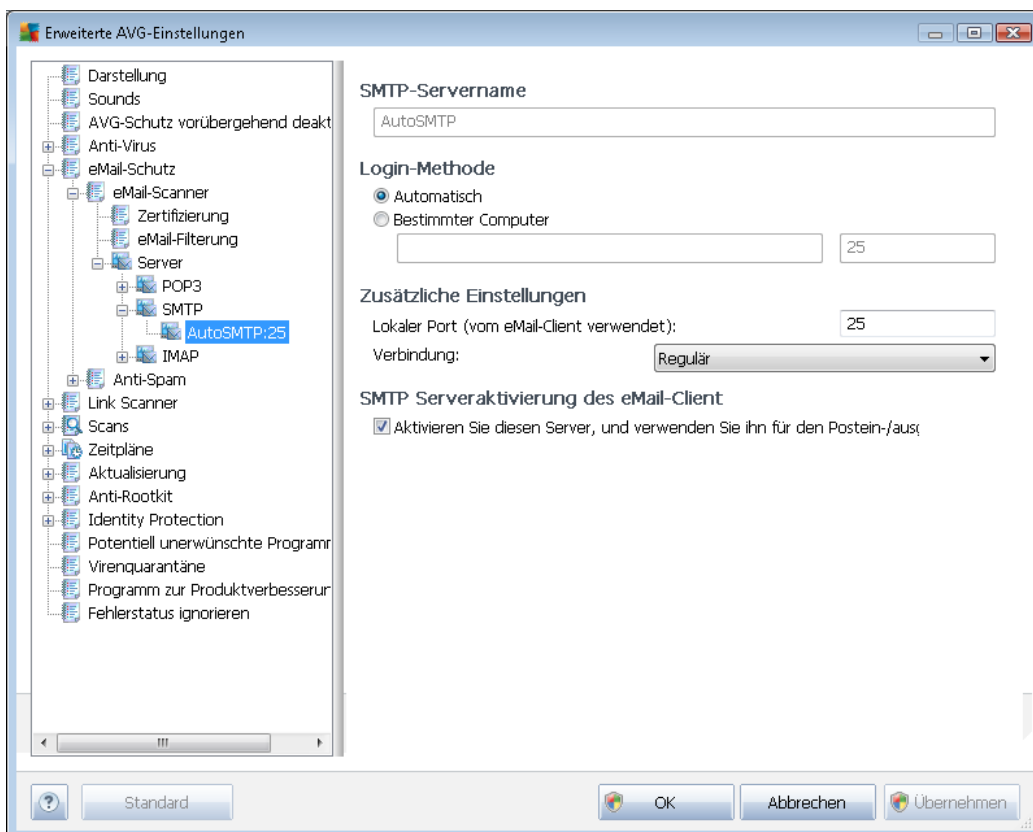 Erweiterte AVG-Einstellungen
Darstellung
Sounds
AVG-Schutz vorübergehend deakt
Anti-Virus
eMail-Schutz
eMail-Scanner
Zertifizierung
eMail-Filterung
Server
POP3
SMTP
AutoSMTP:25
IMAP
Anti-Spam
Link Scanner
Scans
Zeitpläne
Aktualisierung
Anti-Rootkit
Identity Protection
Potentiell unerwünschte Programm
Virenquarantäne
Programm zur Produktverbesserun
Fehlerstatus ignorieren
SMTP-Servername
AutoSMTP
Login-Methode
Automatisch
Bestimmter Computer
25
Zusätzliche Einstellungen
Lokaler Port (vom eMail-Client verwendet): 25
Verbindung: Regulär
SMTP Serveraktivierung des eMail-Client
Aktivieren Sie diesen Server, und verwenden Sie ihn für den Postein-/ausg
? Standard OK Abbrechen Übernehmen